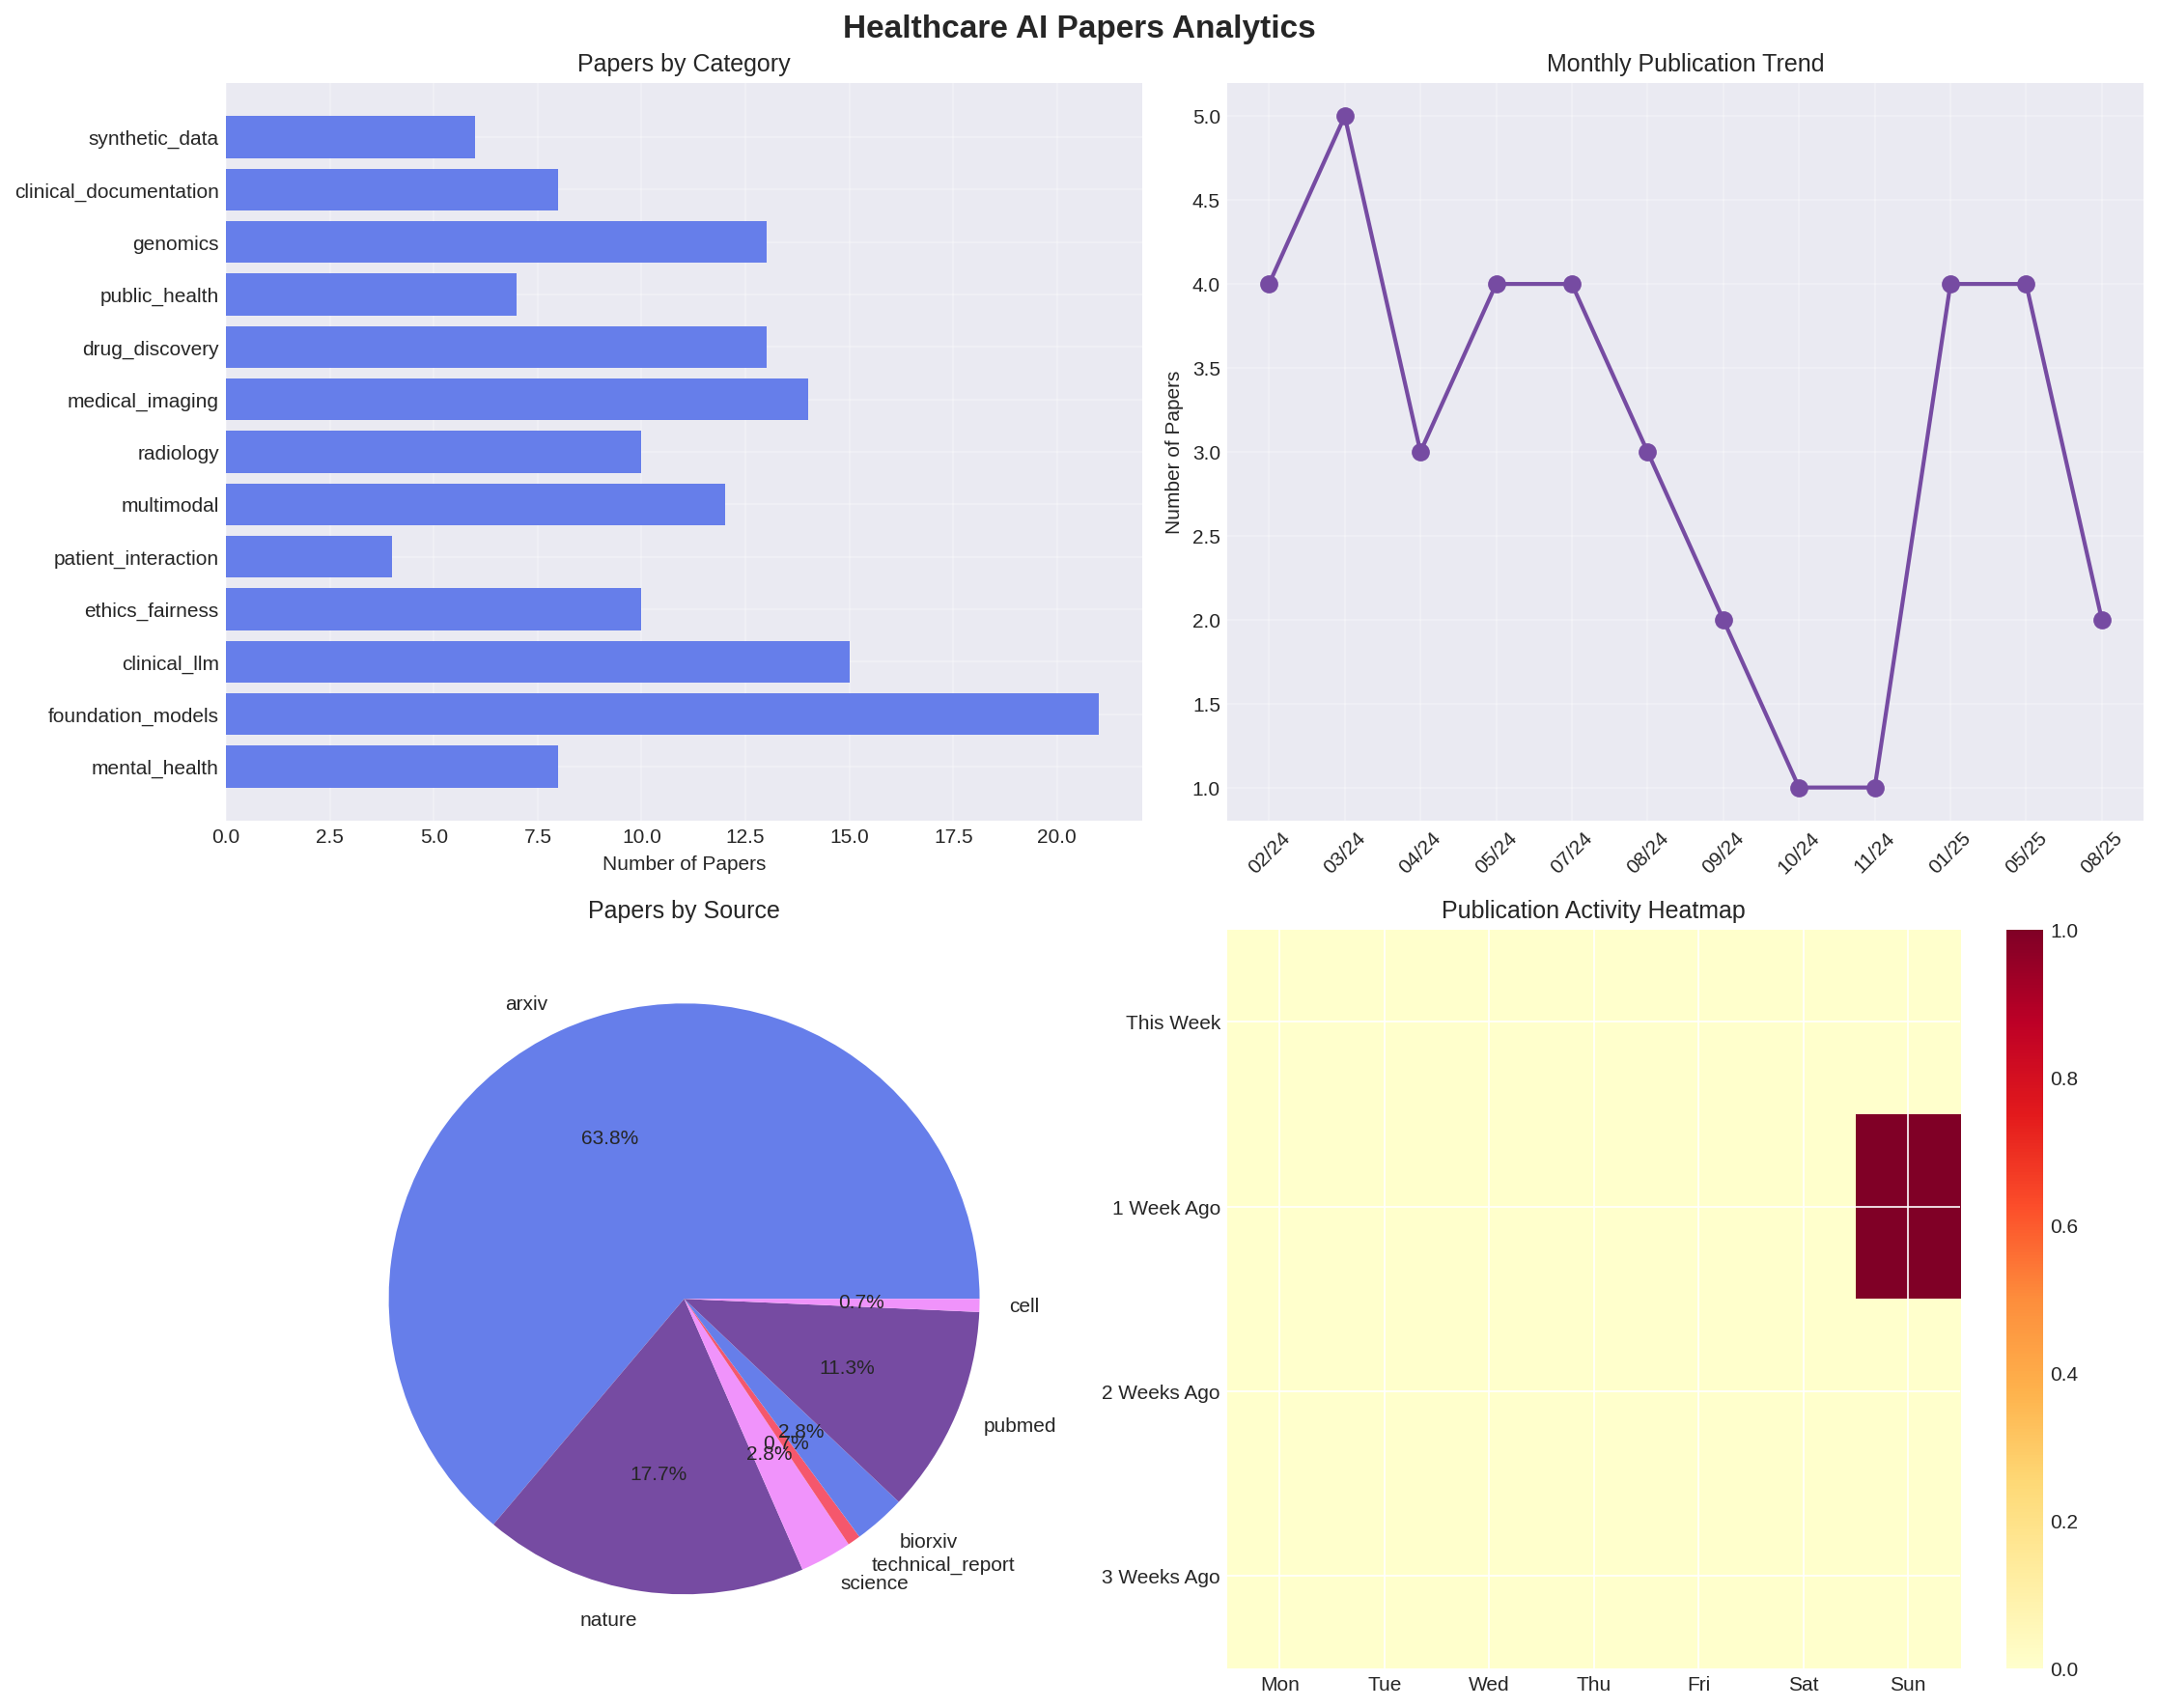 Healthcare AI Papers Analytics
Papers by Category
synthetic_data
clinical_documentation
genomics
public_health
drug_discovery
medical_imaging
radiology
multimodal
patient_interaction
ethics_fairness
clinical_llm
foundation_models
mental_health
0.0 2.5 5.0 7.5 10.0 12.5 15.0 17.5 20.0
Number of Papers
Monthly Publication Trend
Number of Papers
5.0
4.5
4.0
3.5
3.0
2.5
2.0
1.5
1.0
02/24 03/24 04/24 05/24 07/24 08/24 09/24 10/24 11/24 01/25 05/25 08/25
Papers by Source
arxiv
63.8%
0.7%
cell
11.3%
pubmed
2.8%
0.7%
2.8%
17.7%
biorxiv
technical_report
science
nature
Publication Activity Heatmap
This Week
1 Week Ago
2 Weeks Ago
3 Weeks Ago
Mon Tue Wed Thu Fri Sat Sun
1.0
0.8
0.6
0.4
0.2
0.0